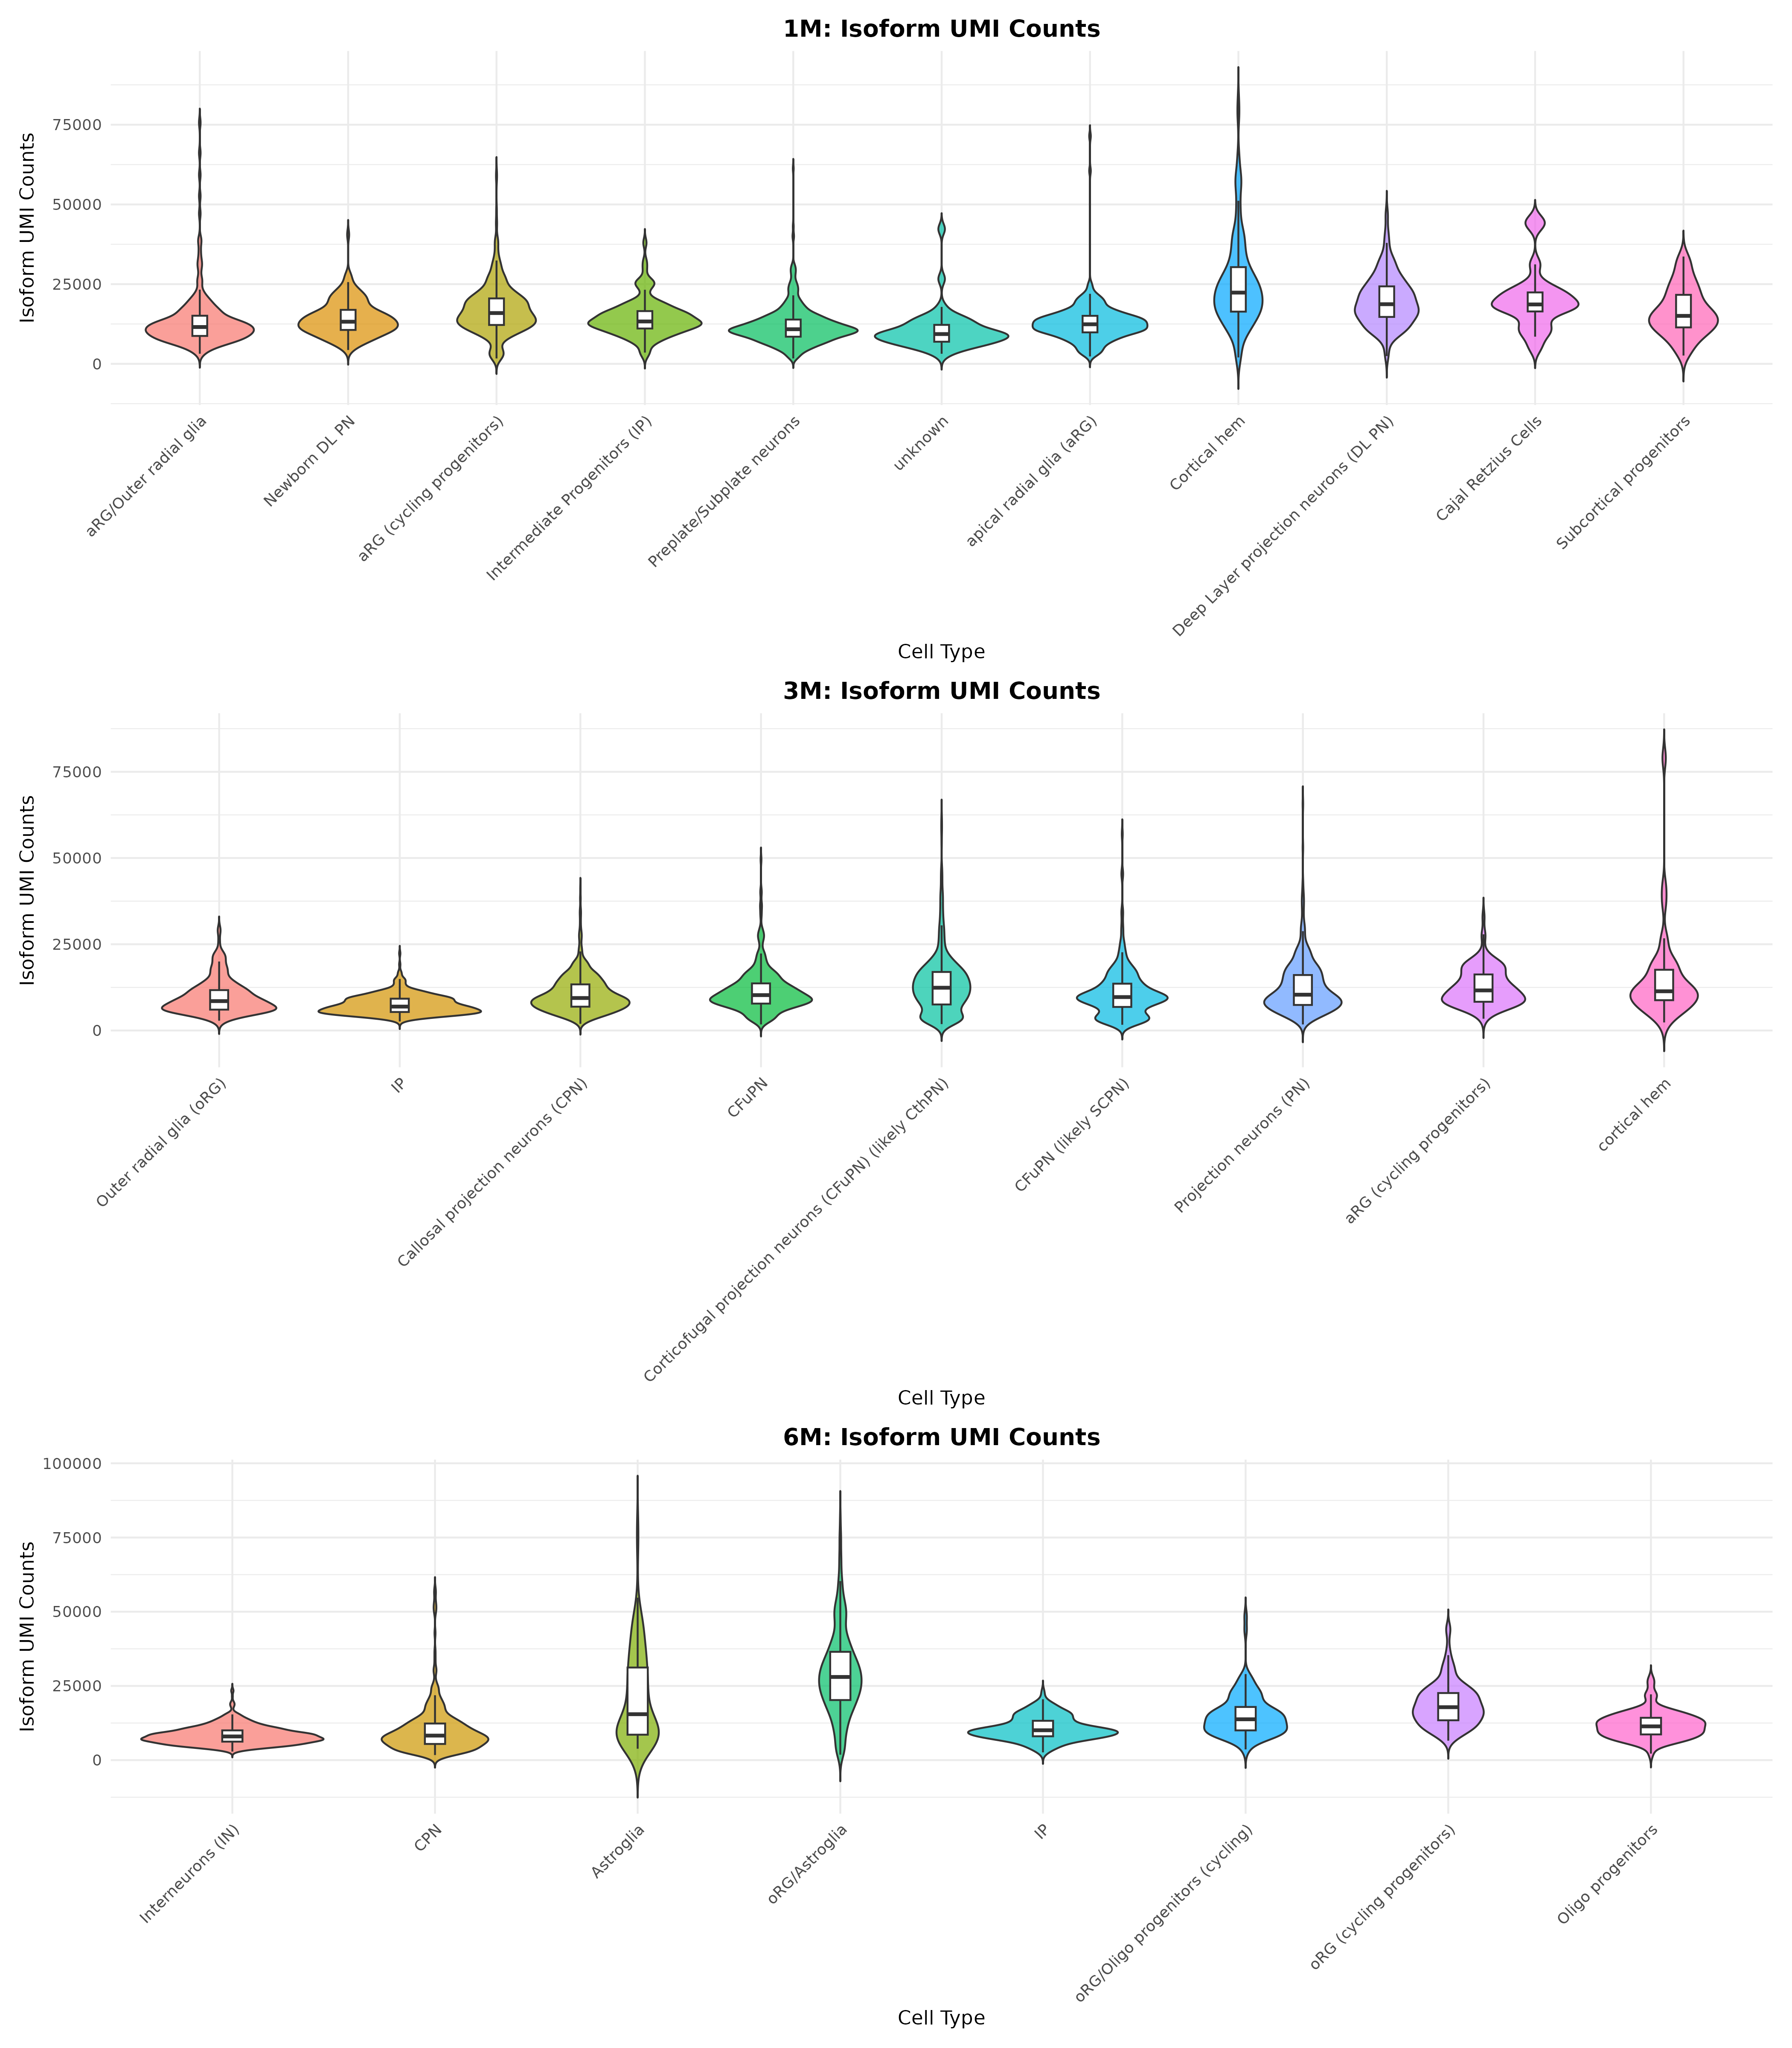 1M: Isoform UMI Counts
Isoform UMI Counts
75000
50000
25000
0
aRG/Outer radial glia
Newborn DL PN
aRG (cycling progenitors)
Intermediate Progenitors (IP)
Preplate/Subplate neurons
unknown
apical radial glia (aRG)
Cortical hem
Deep Layer projection neurons (DL PN)
Cajal Retzius Cells
Subcortical progenitors
Cell Type
3M: Isoform UMI Counts
Isoform UMI Counts
75000
50000
25000
0
Outer radial glia (oRG)
IP
Callosal projection neurons (CPN)
CFuPN
Corticofugal projection neurons (CFuPN) (likely CthPN)
CFuPN (likely SCPN)
Projection neurons (PN)
aRG (cycling progenitors)
cortical hem
Cell Type
6M: Isoform UMI Counts
Isoform UMI Counts
100000
75000
50000
25000
0
Interneurons (IN)
CPN
Astroglia
oRG/Astroglia
IP
oRG/Oligo progenitors (cycling)
oRG (cycling progenitors)
Oligo progenitors
Cell Type